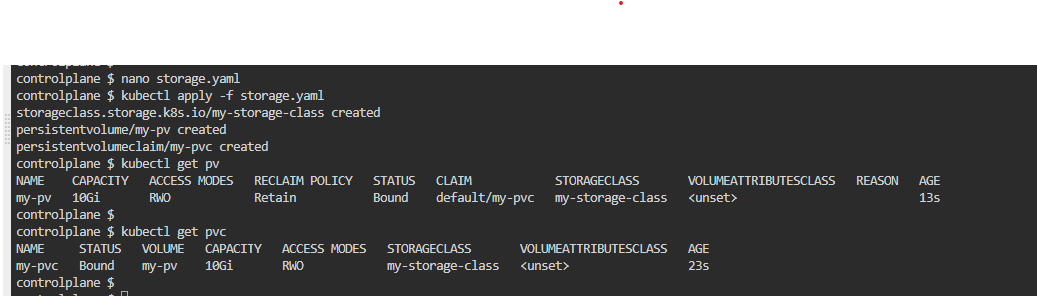 controlplane $ nano storage.yaml
controlplane $ kubectl apply -f storage.yaml
storageclass.storage.k8s.io/my-storage-class created
persistentvolume/my-pv created
persistentvolumeclaim/my-pvc created
controlplane $ kubectl get pv
NAME CAPACITY ACCESS MODES RECLAIM POLICY STATUS CLAIM STORAGECLASS VOLUMEATTRIBUTESCLASS REASON AGE
my-pv 10Gi RWO Retain Bound default/my-pvc my-storage-class <unset> 13s
controlplane $
controlplane $ kubectl get pvc
NAME STATUS VOLUME CAPACITY ACCESS MODES STORAGECLASS VOLUMEATTRIBUTESCLASS AGE
my-pvc Bound my-pv 10Gi RWO my-storage-class <unset> 23s
controlplane $
controlplane $